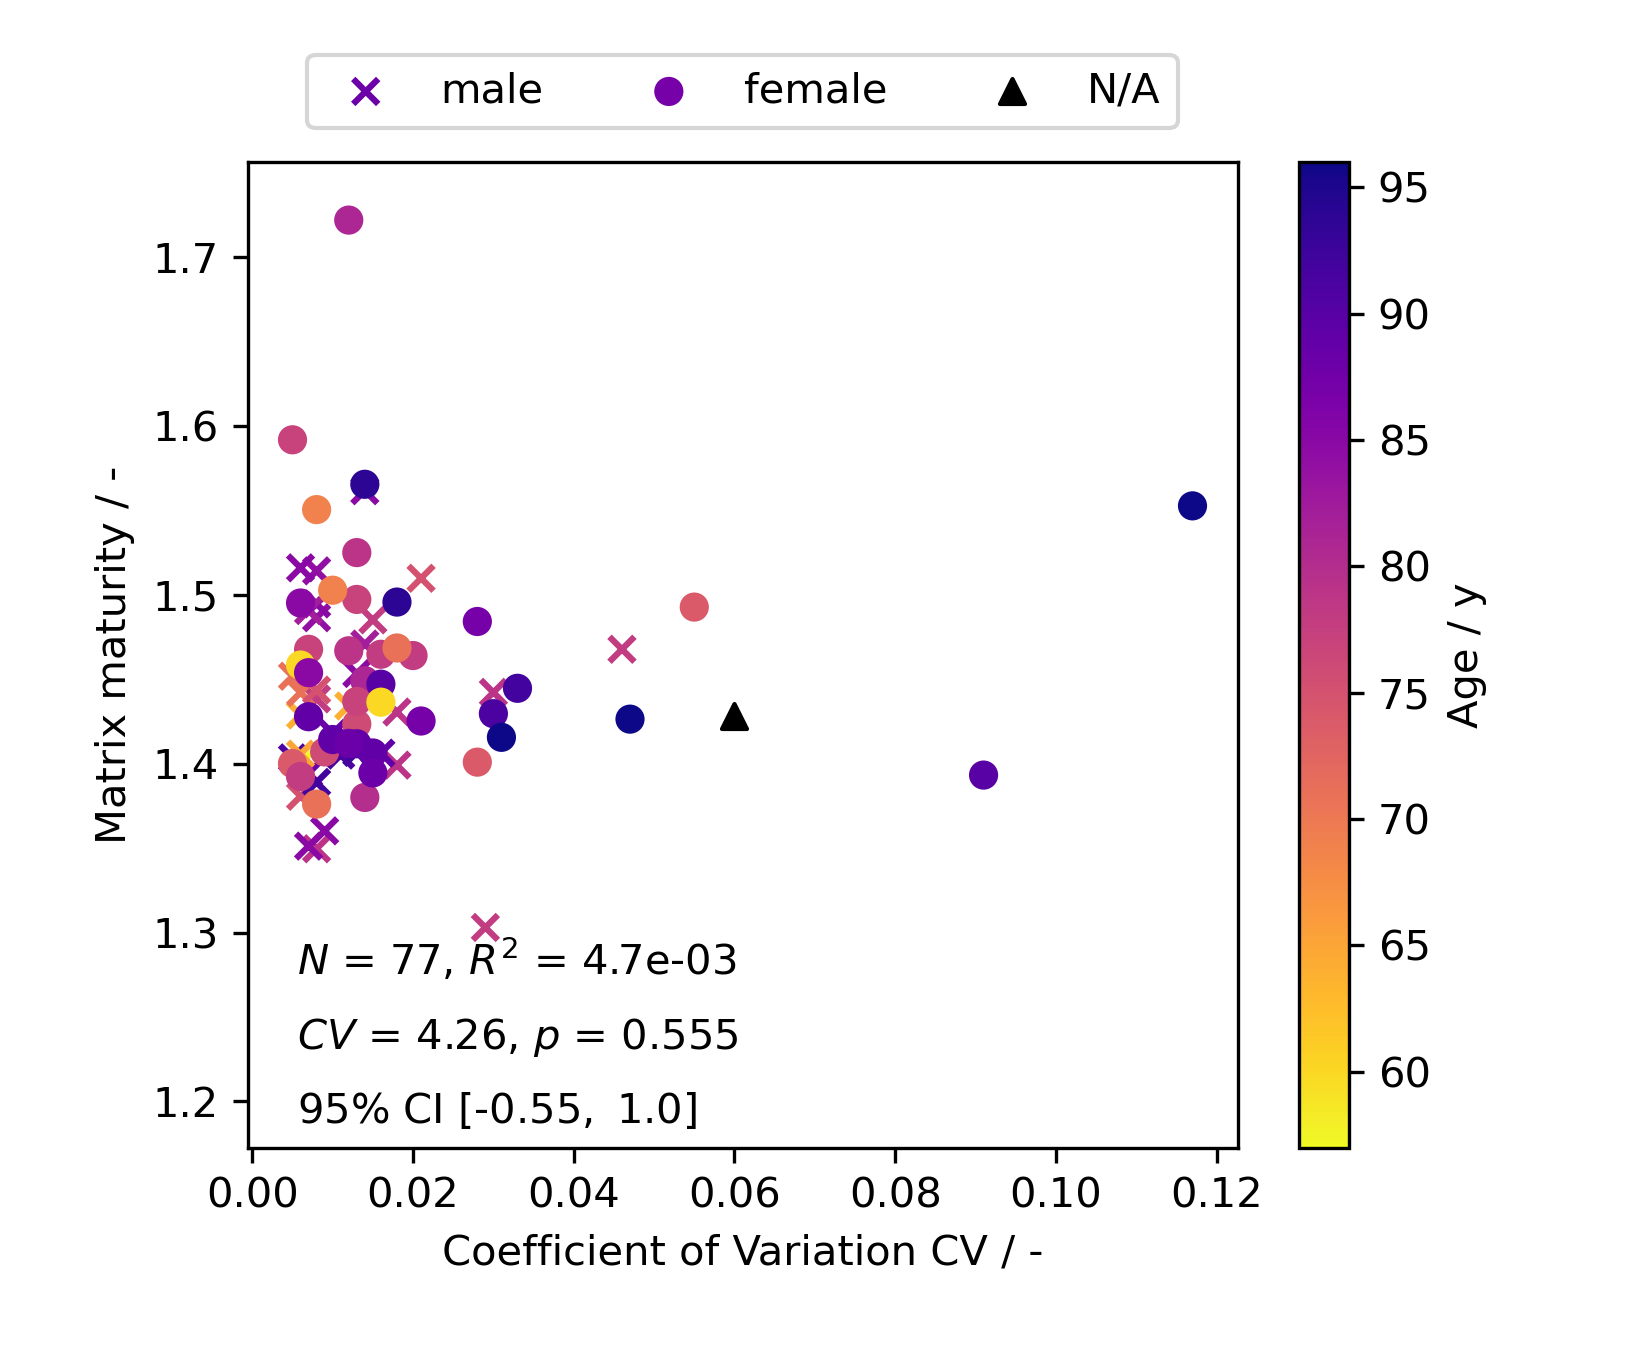 male female N/A
1.7
1.6
1.5
1.4
1.3
1.2
Matrix maturity / -
N = 77, R² = 4.7e-03
CV = 4.26, p = 0.555
95% CI [-0.55, 1.0]
0.00 0.02 0.04 0.06 0.08 0.10 0.12
Coefficient of Variation CV / -
95
90
85
80
75
70
65
60
Age / y